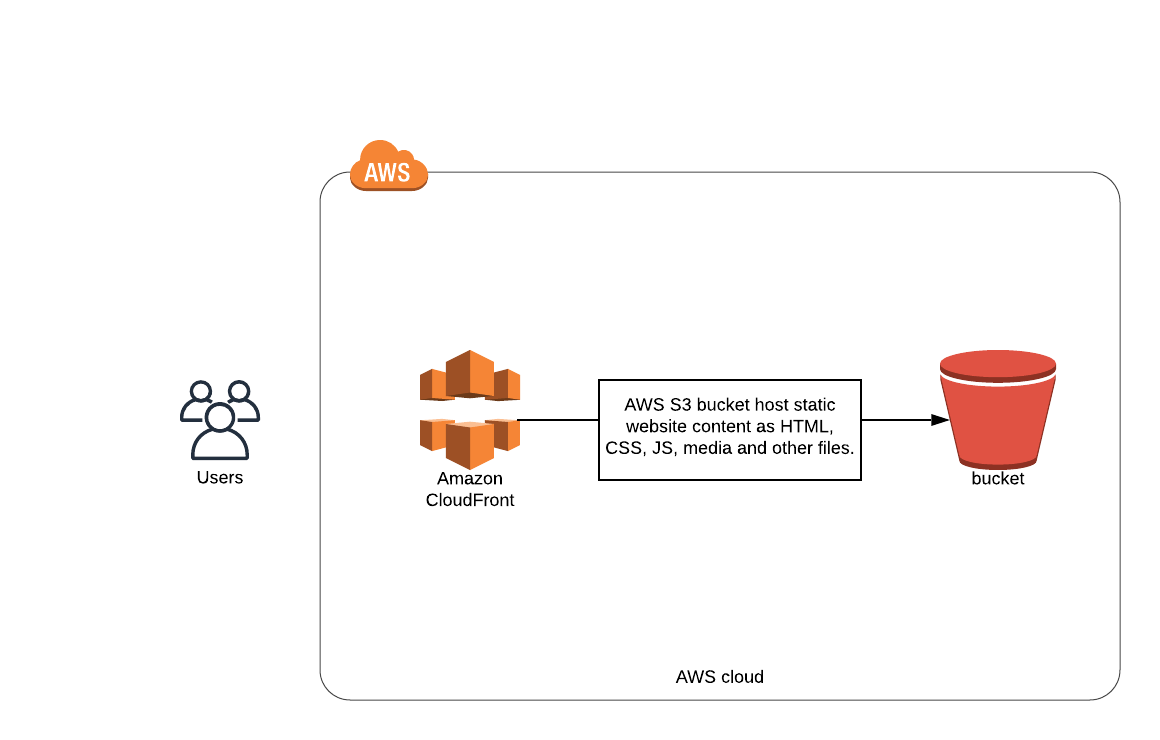 AWS
AWS S3 bucket host static
website content as HTML,
CSS, JS, media and other files.
Users
Amazon
CloudFront
bucket
AWS cloud